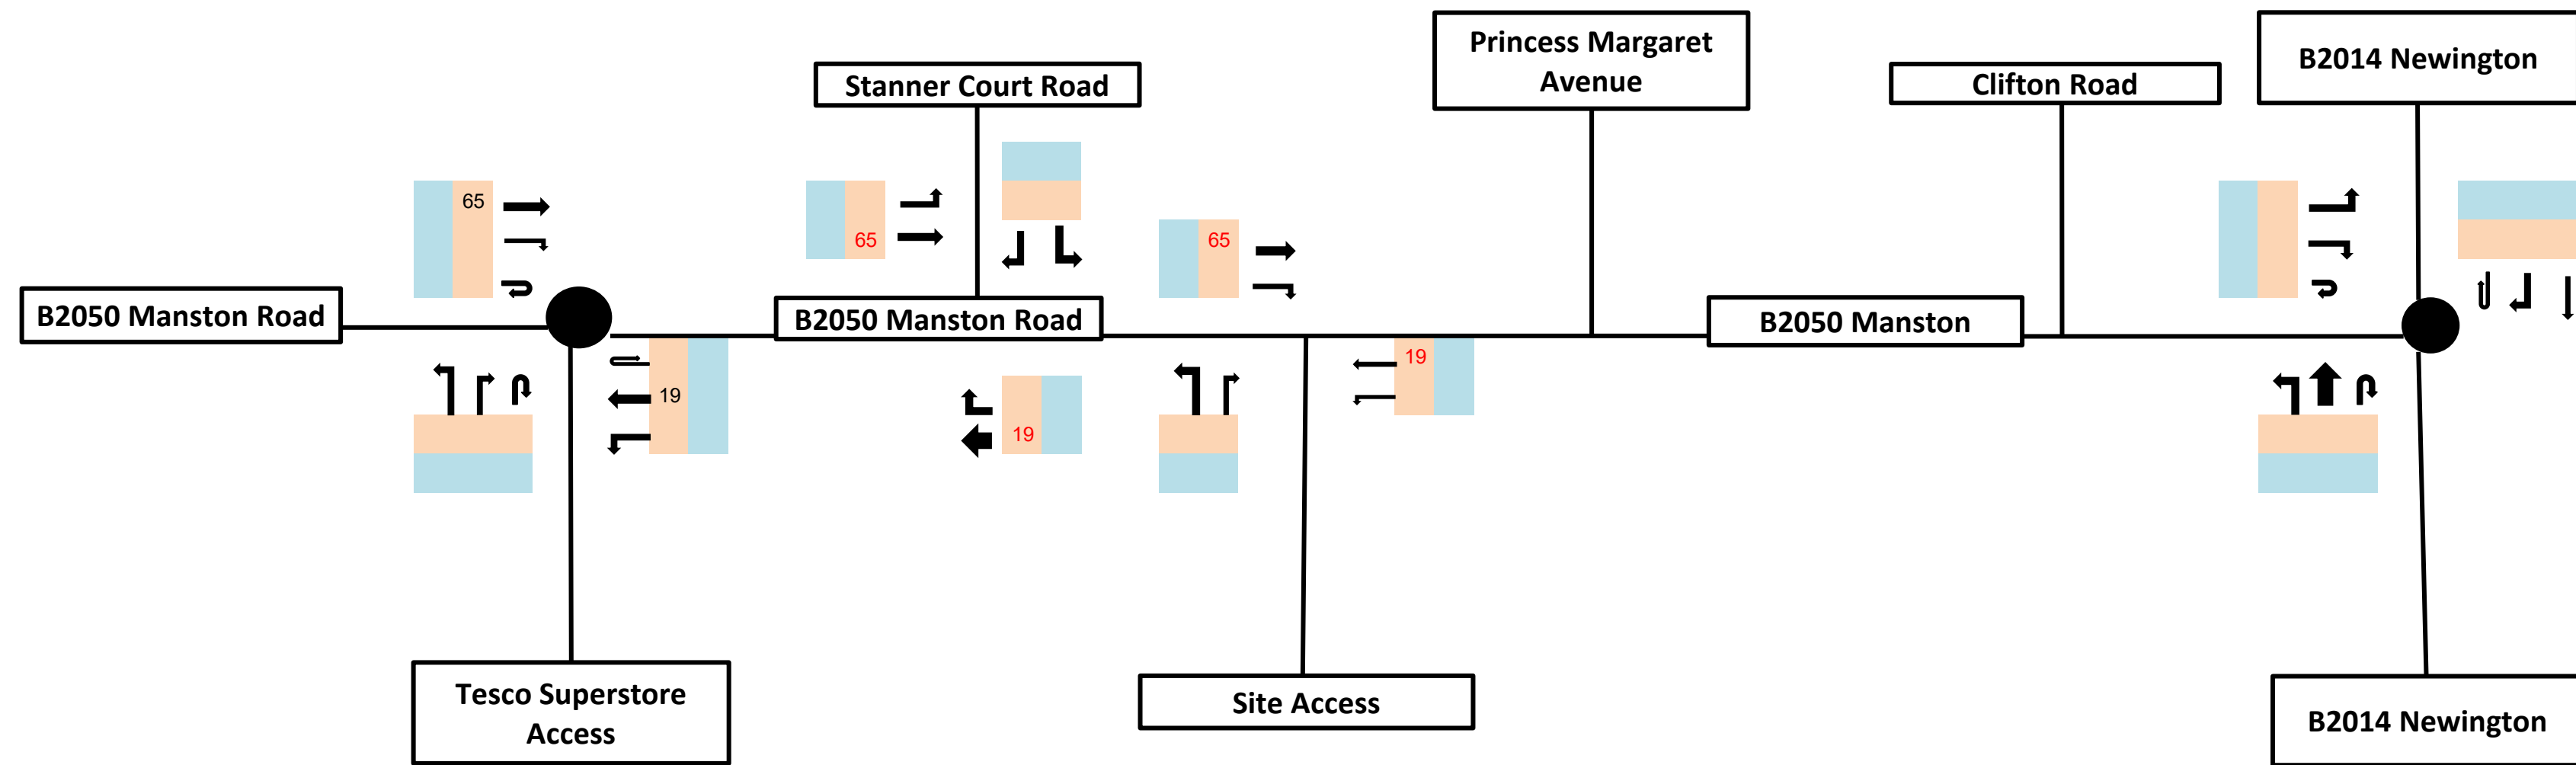 Princess Margaret
Avenue
B2014 Newington
Stanner Court Road
Clifton Road
65
65
65
B2050 Manston Road
B2050 Manston Road
B2050 Manston
19
19
19
Tesco Superstore
Access
Site Access
B2014 Newington